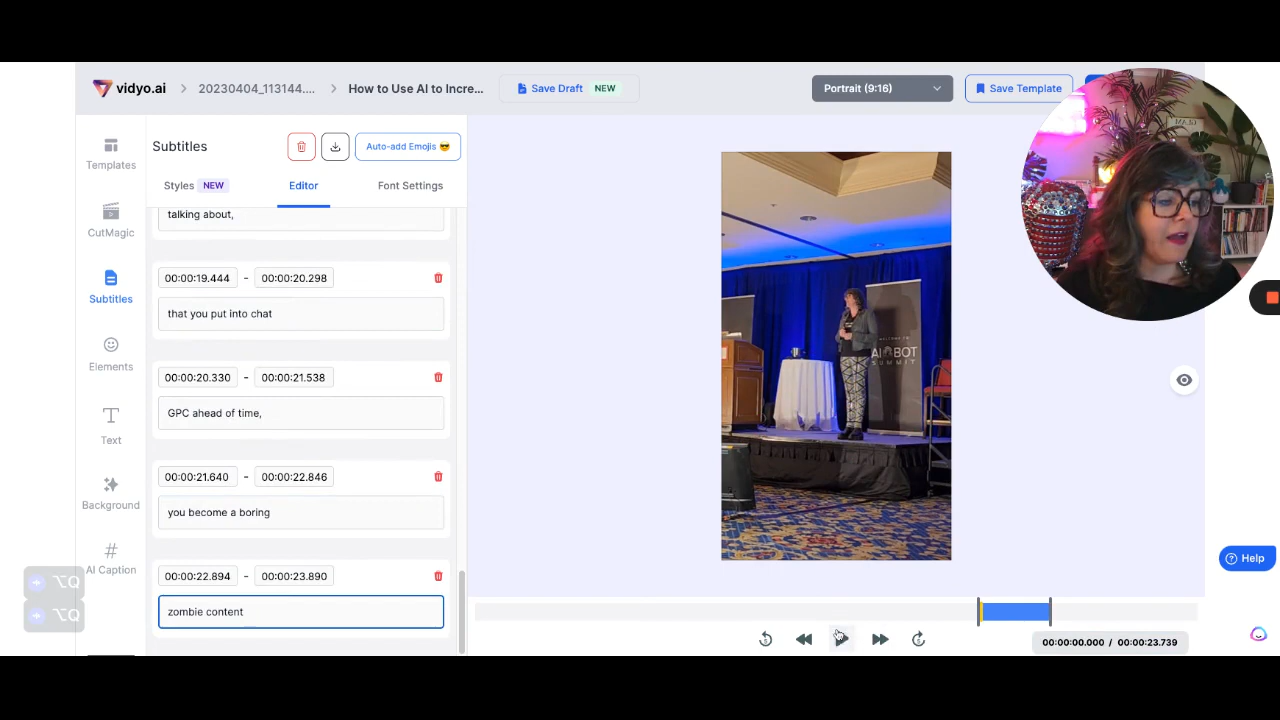 vidyo.ai
20230404_113144....
How to Use AI to Incre...
Save Draft NEW
Portrait (9:16)
Save Template
Templates
CutMagic
Subtitles
Elements
Text
Background
AI Caption
Subtitles
Auto-add Emojis 😎
Styles NEW
Editor
Font Settings
talking about,
00:00:19.444 - 00:00:20.298
that you put into chat
00:00:20.330 - 00:00:21.538
GPC ahead of time,
00:00:21.640 - 00:00:22.846
you become a boring
00:00:22.894 - 00:00:23.890
zombie content
⌥Q
⌥Q
AI BOT
SUMMIT
GLAM
Help
00:00:00.000 / 00:00:23.739